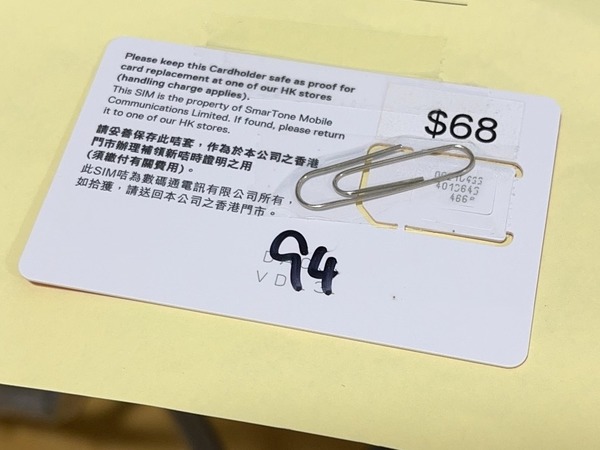 Please keep this Cardholder safe as proof for
card replacement at one of our HK stores
(handling charge applies).
This SIM is the property of SmarTone Mobile
Communications Limited. If found, please return
it to one of our HK stores.
請妥善保存此咭套，作為於本公司之香港
門市辦理補領新咭時證明之用
(須繳付有關費用)。
此SIM咭為數碼通電訊有限公司所有，
如拾獲，請送回本公司之香港門市。
$68
4013643
94